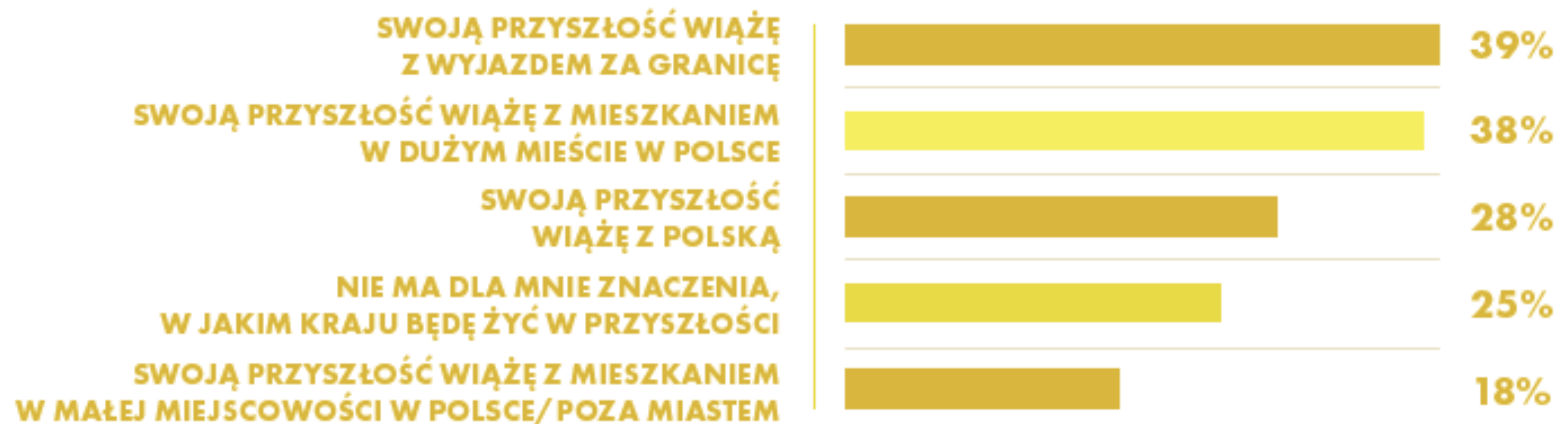 SWOJĄ PRZYSZŁOŚĆ WIĄŻĘ
Z WYJAZDEM ZA GRANICĘ
39%
SWOJĄ PRZYSZŁOŚĆ WIĄŻĘ Z MIESZKANIEM
W DUŻYM MIEŚCIE W POLSCE
38%
SWOJĄ PRZYSZŁOŚĆ
WIĄŻĘ Z POLSKĄ
28%
NIE MA DLA MNIE ZNACZENIA,
W JAKIM KRAJU BĘDĘ ŻYĆ W PRZYSZŁOŚCI
25%
SWOJĄ PRZYSZŁOŚĆ WIĄŻĘ Z MIESZKANIEM
W MAŁEJ MIEJSCOWOŚCI W POLSCE/POZA MIASTEM
18%